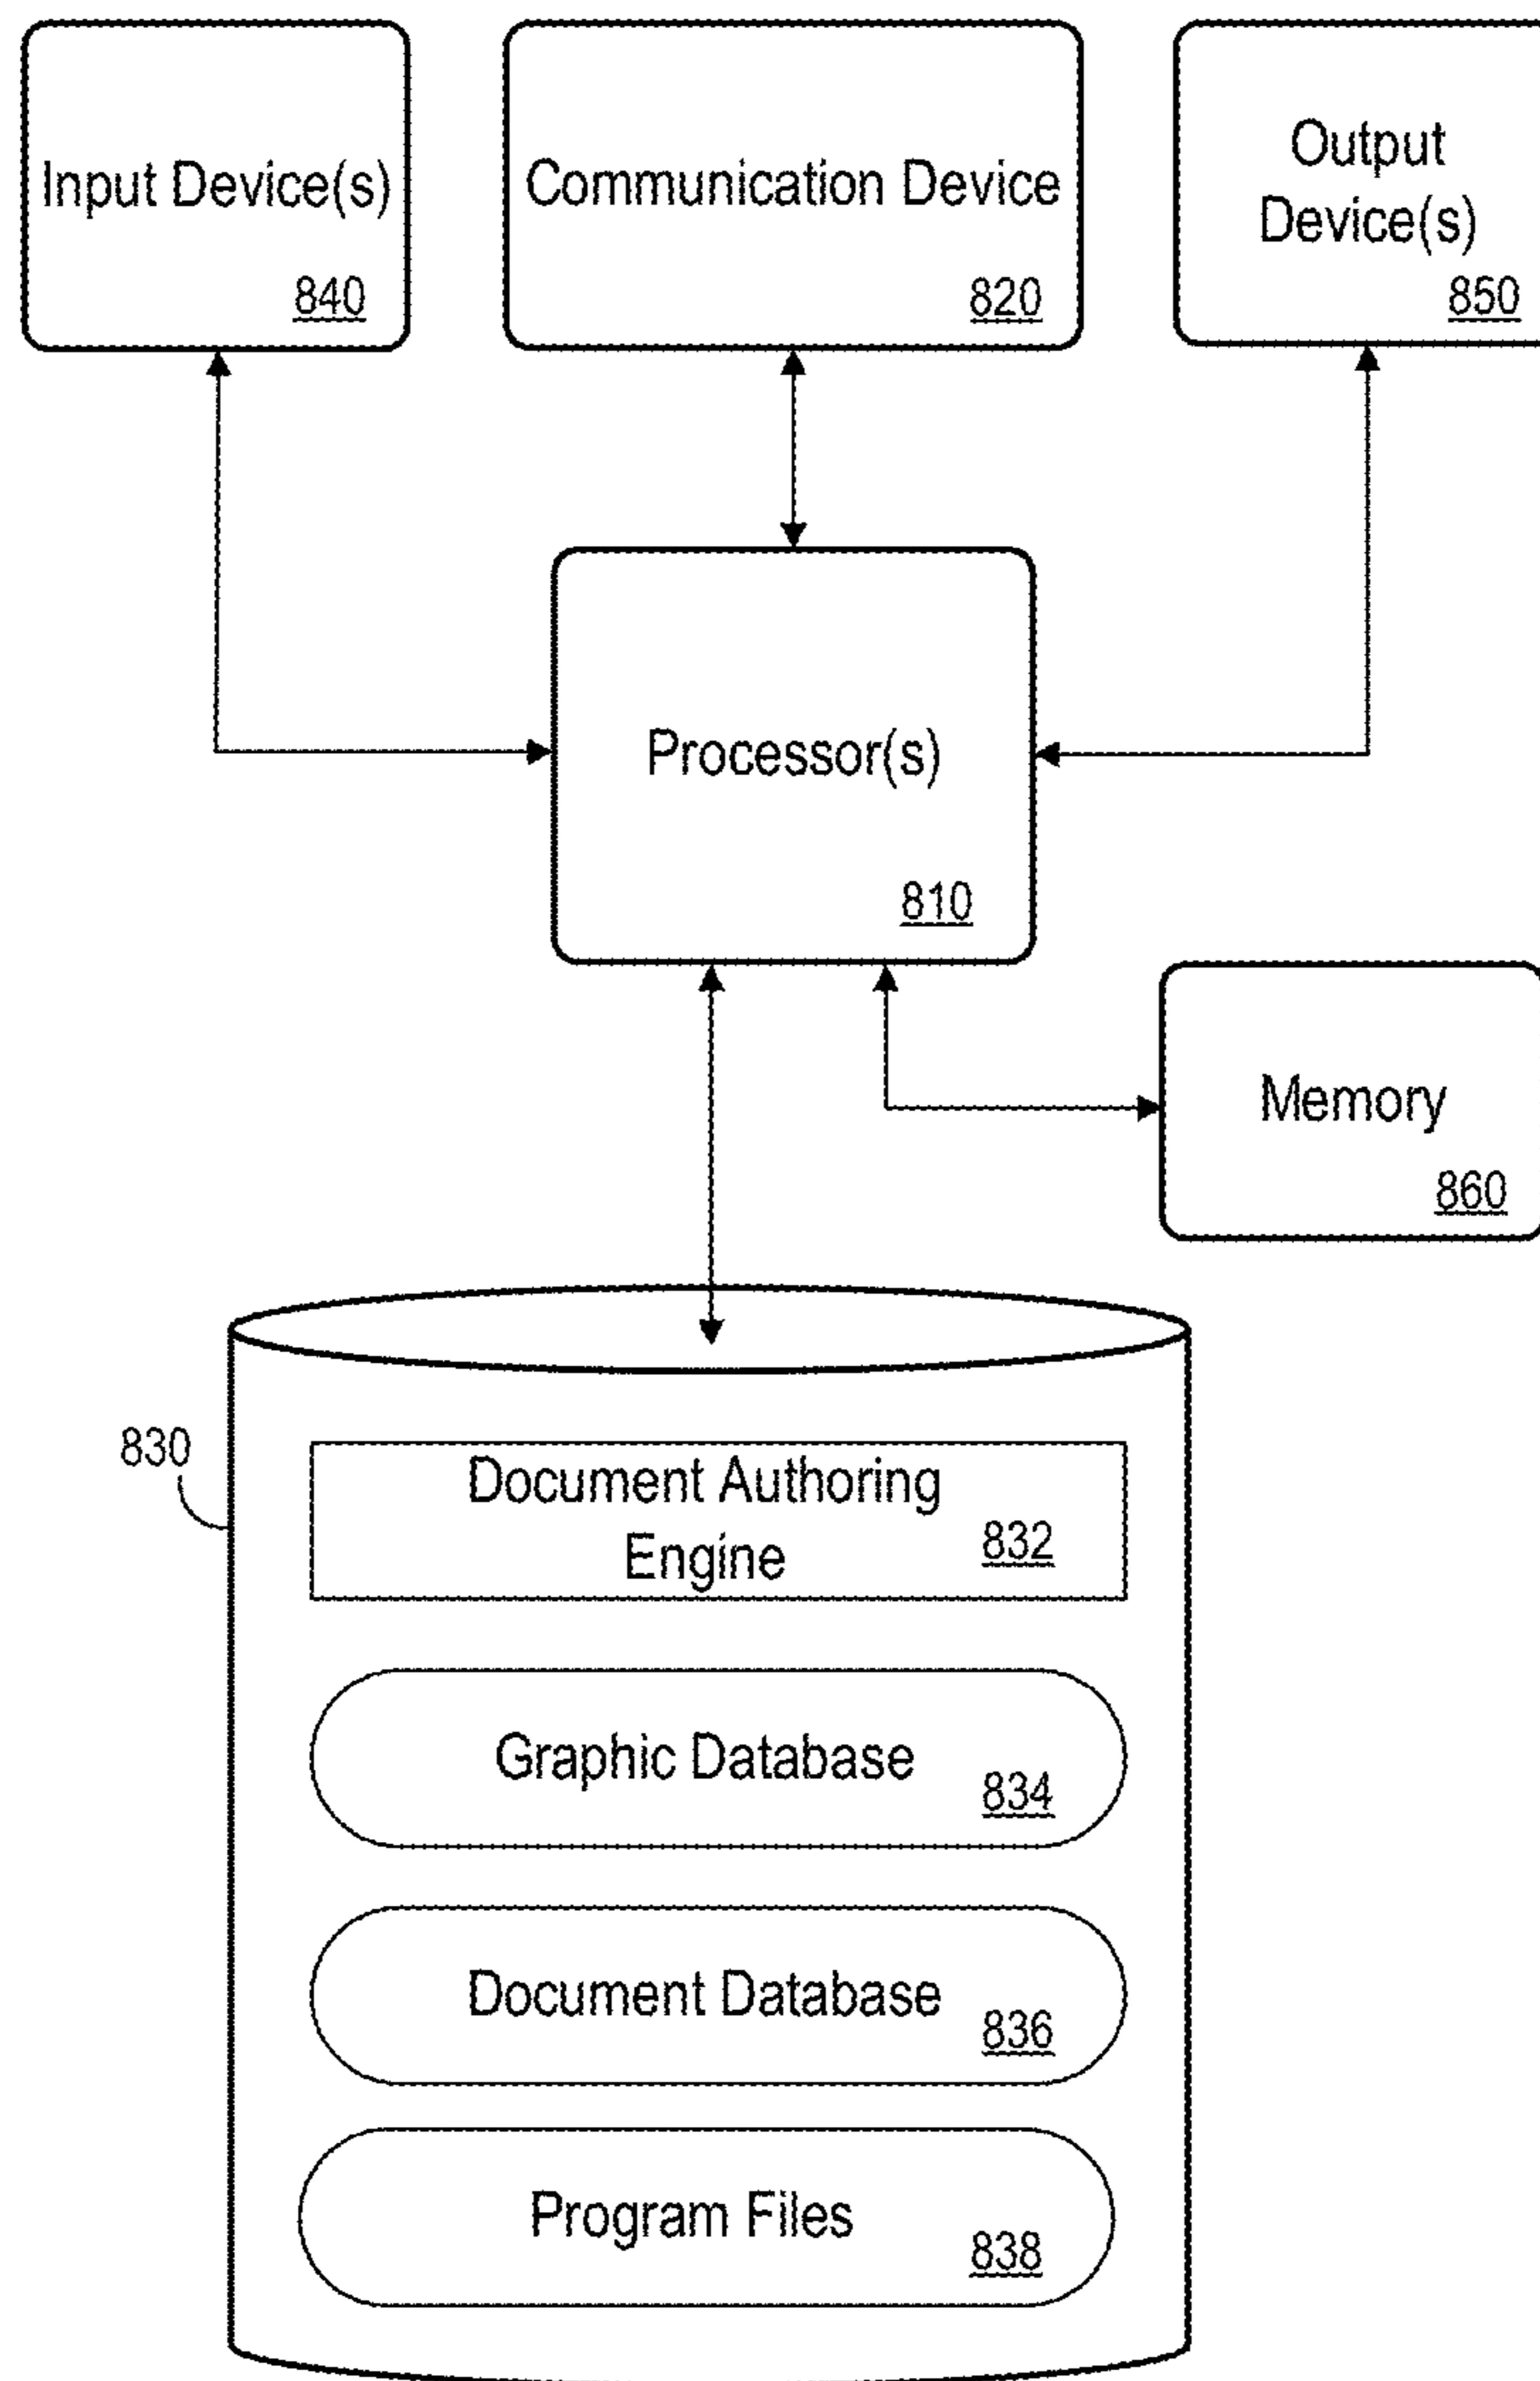 Input Device(s)
840
Communication Device
820
Output
Device(s)
850
Processor(s)
810
Memory
860
830
Document Authoring
Engine
832
Graphic Database
834
Document Database
836
Program Files
838